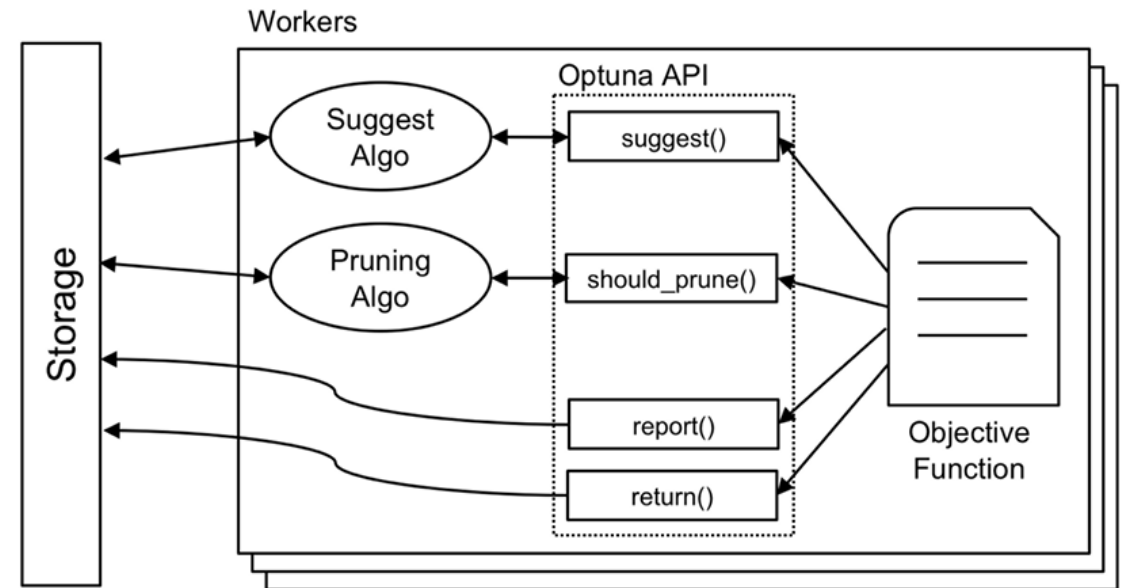 Workers
Optuna API
Suggest
Algo
suggest()
Pruning
Algo
should_prune()
Storage
report()
return()
Objective
Function